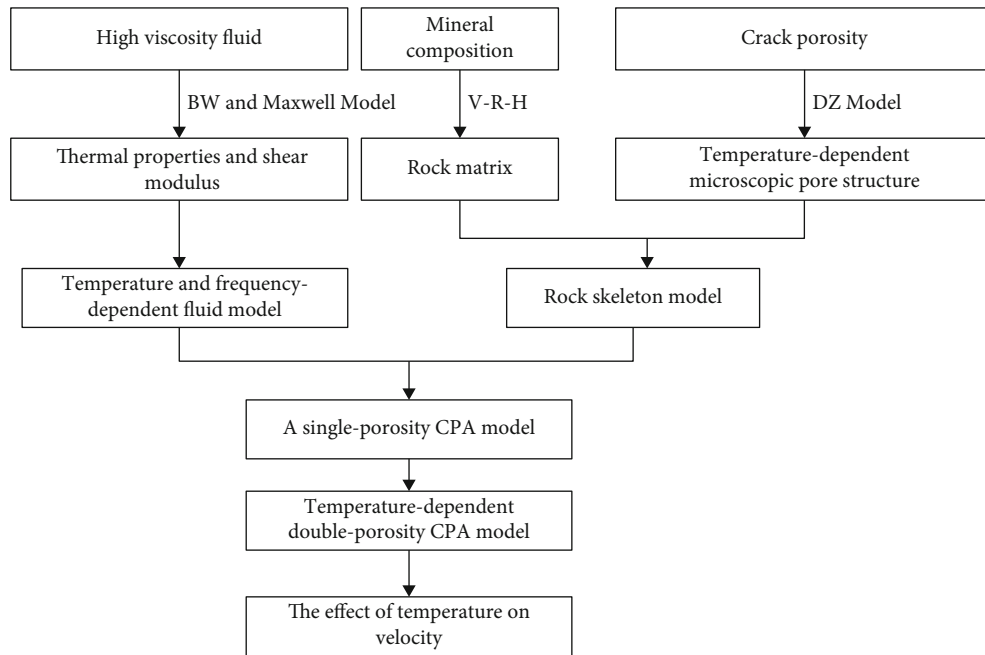 High viscosity fluid
Mineral
composition
Crack porosity
BW and Maxwell Model
V-R-H
DZ Model
Thermal properties and shear
modulus
Rock matrix
Temperature-dependent
microscopic pore structure
Temperature and frequency-
dependent fluid model
Rock skeleton model
A single-porosity CPA model
Temperature-dependent
double-porosity CPA model
The effect of temperature on
velocity